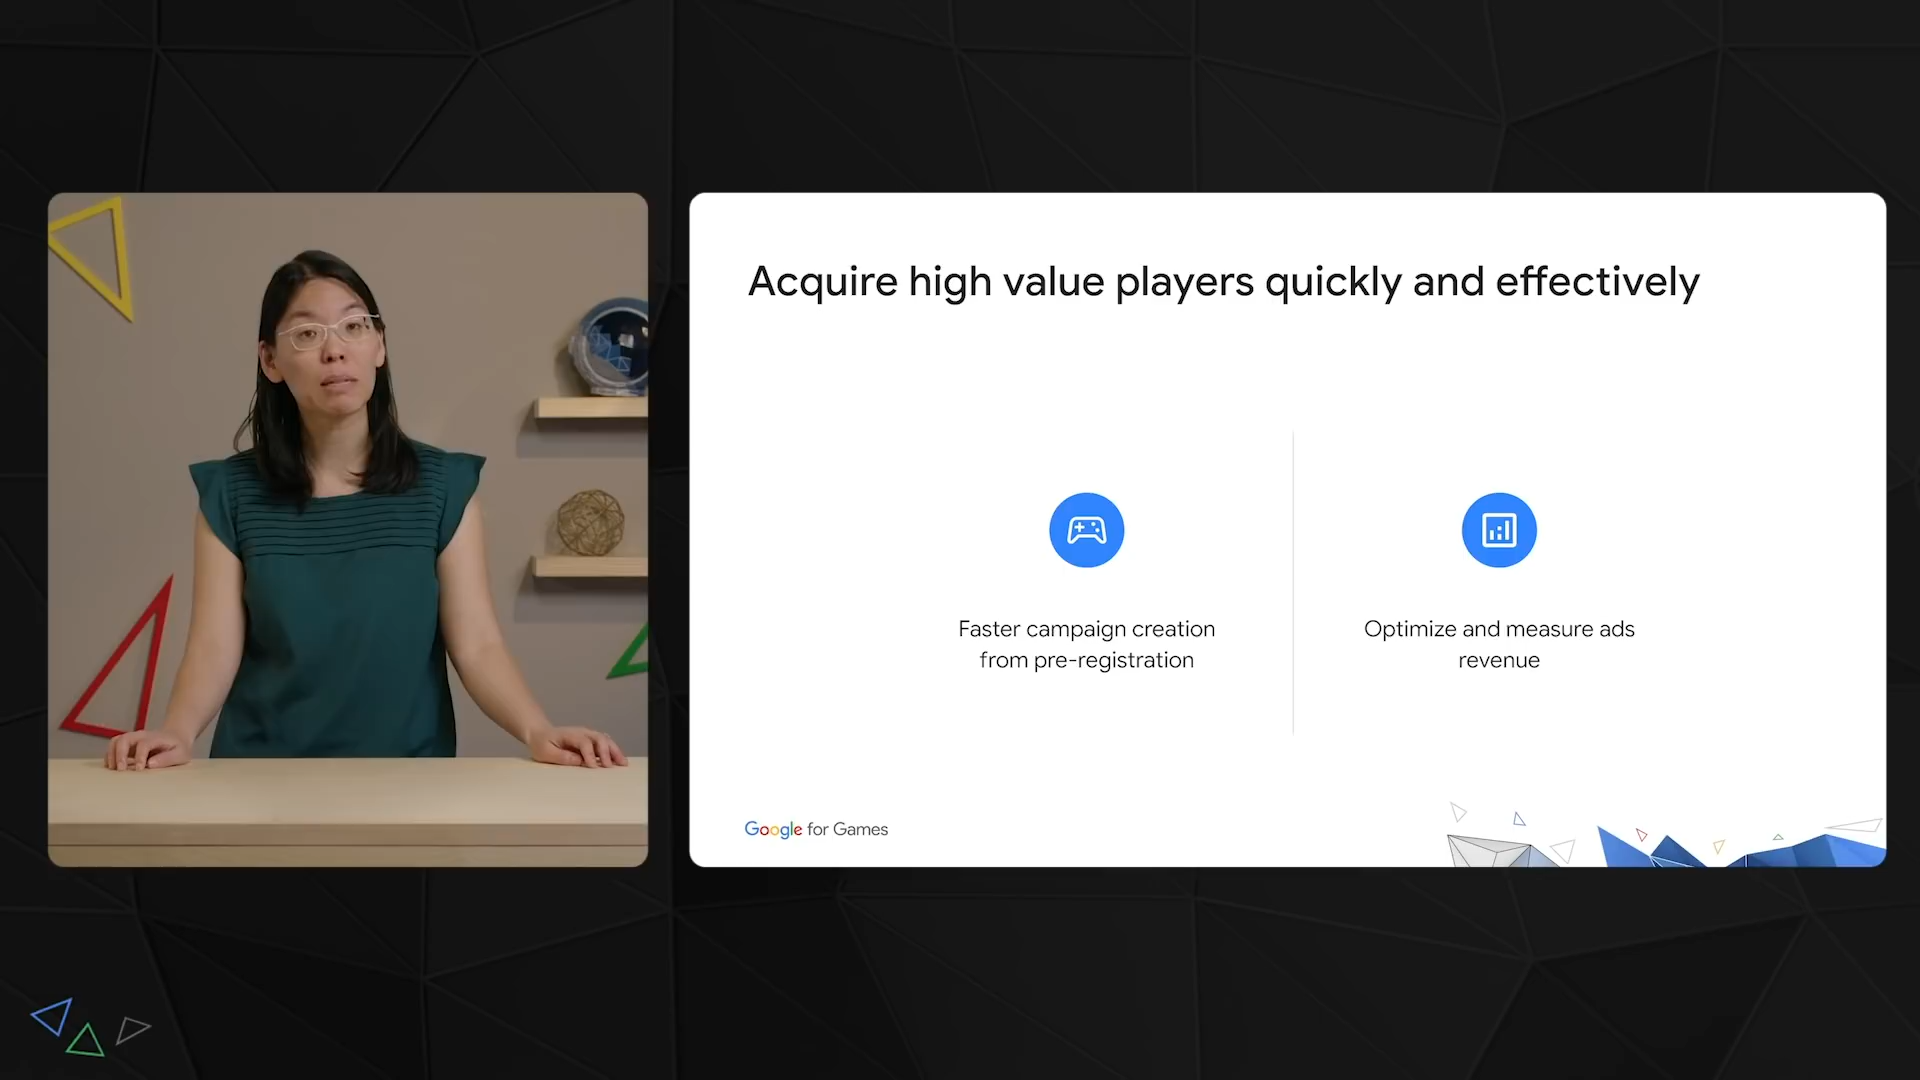 Acquire high value players quickly and effectively
Faster campaign creation
from pre-registration
Optimize and measure ads
revenue
Google for Games